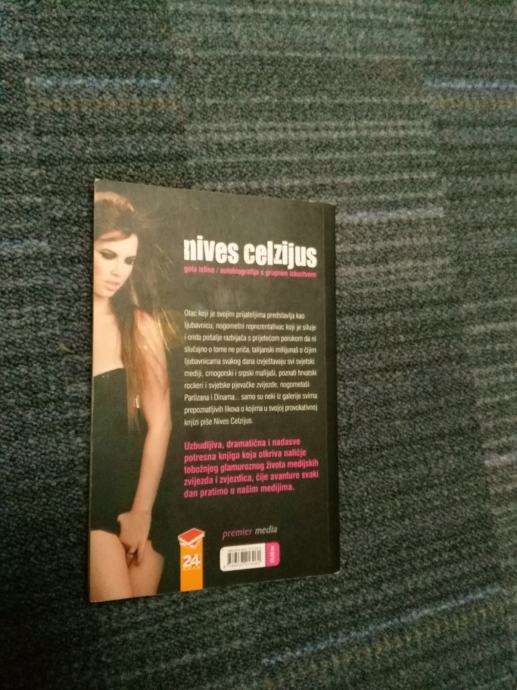 nives celzijus
gola istina / autobiografija s grupnim iskustvom
Otac koji je svojim prijateljima predstavlja kao
ljubavnicu, nogometni reprezentativac koji je siluje
i onda pošalje razbijača s prijetećom porukom da ni
slučajno o tome ne priča, talijanski milijunaš o čijim
ljubavnicama svakog dana izvještavaju svi svjetski
mediji, crnogorski i srpski mafijaši, poznati hrvatski
rockeri i svjetske pjevačke zvijezde, nogometaši
Partizana i Dinama... samo su neki iz galerije svima
prepoznatljivih likova o kojima u svojoj provokativnoj
knjizi piše Nives Celzijus.
Uzbudljiva, dramatična i nadasve
potresna knjiga koja otkriva naličje
tobožnjeg glamuroznog života medijskih
zvijezda i zvjezdica, čije avanture svaki
dan pratimo u našim medijima.
premier media
24